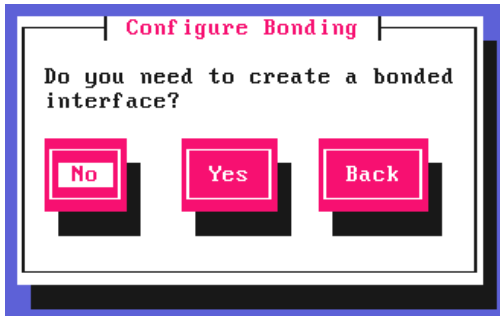 Configure Bonding
Do you need to create a bonded
interface?
No
Yes
Back